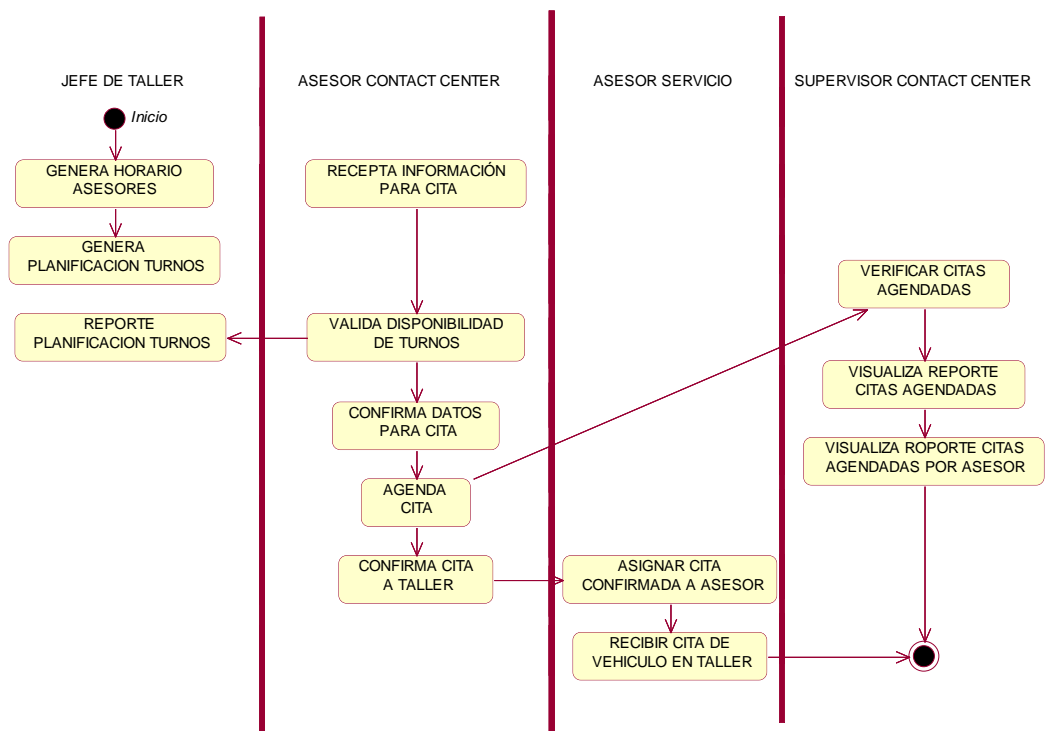 JEFE DE TALLER
ASESOR CONTACT CENTER
ASESOR SERVICIO
SUPERVISOR CONTACT CENTER
Inicio
GENERA HORARIO
ASESORES
GENERA
PLANIFICACION TURNOS
REPORTE
PLANIFICACION TURNOS
RECEPTA INFORMACIÓN
PARA CITA
VALIDA DISPONIBILIDAD
DE TURNOS
CONFIRMA DATOS
PARA CITA
AGENDA
CITA
CONFIRMA CITA
A TALLER
ASIGNAR CITA
CONFIRMADA A ASESOR
RECIBIR CITA DE
VEHICULO EN TALLER
VERIFICAR CITAS
AGENDADAS
VISUALIZA REPORTE
CITAS AGENDADAS
VISUALIZA ROPORTE CITAS
AGENDADAS POR ASESOR